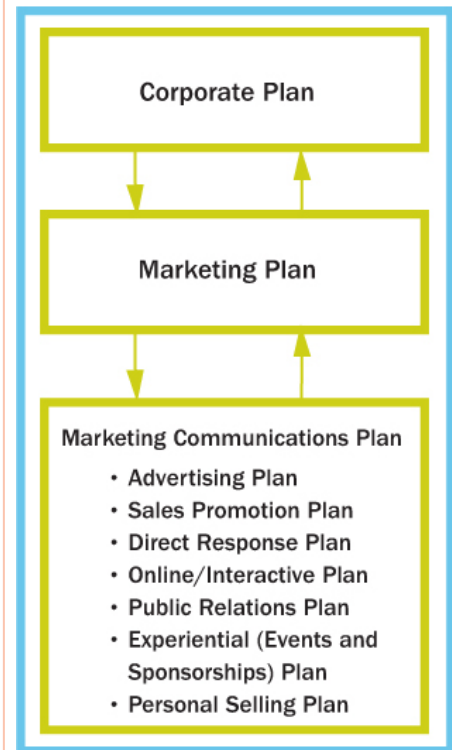 Corporate Plan
Marketing Plan
Marketing Communications Plan
• Advertising Plan
• Sales Promotion Plan
• Direct Response Plan
• Online/Interactive Plan
• Public Relations Plan
• Experiential (Events and
Sponsorships) Plan
• Personal Selling Plan